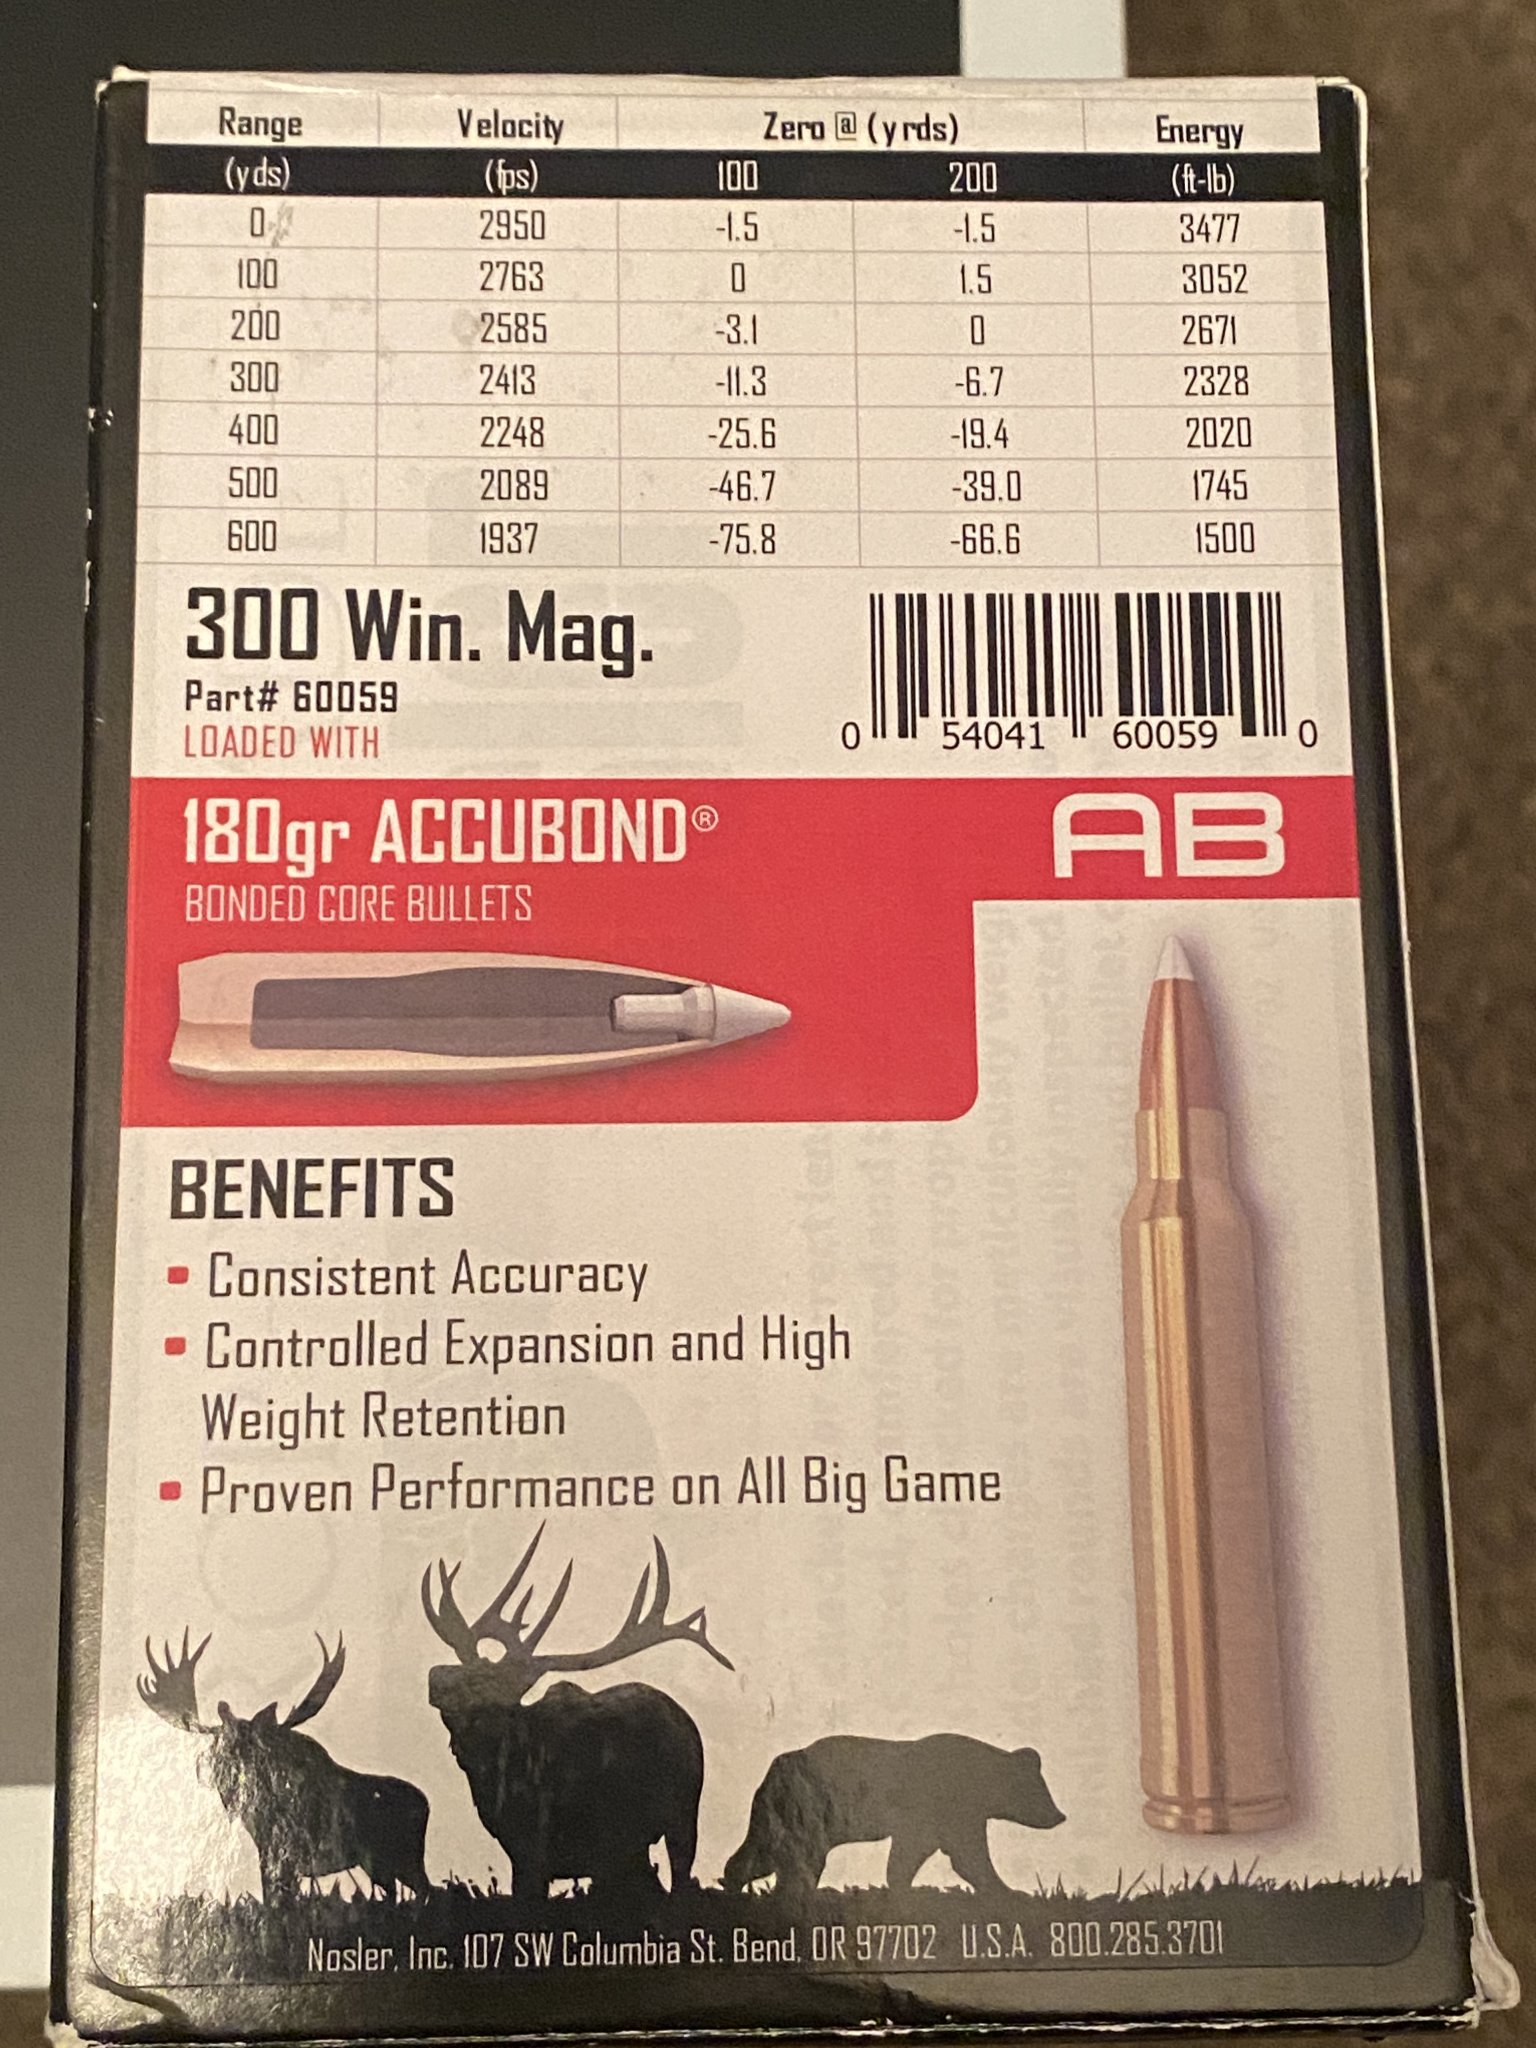 Range Velocity Zero @ (yrds) Energy
(yds) (fps) 100 200 (ft-lb)
0 2950 -1.5 -1.5 3477
100 2763 0 1.5 3052
200 2585 -3.1 0 2671
300 2413 -11.3 -6.7 2328
400 2248 -25.6 -19.4 2020
500 2089 -46.7 -39.0 1745
600 1937 -75.8 -66.6 1500
300 Win. Mag.
Part# 60059
LOADED WITH
0 54041 60059 0
180gr ACCUBOND®
AB
BONDED CORE BULLETS
BENEFITS
Consistent Accuracy
Controlled Expansion and High
Weight Retention
Proven Performance on All Big Game
Nosler, Inc. 107 SW Columbia St. Bend, OR 97702 U.S.A. 800.285.3701